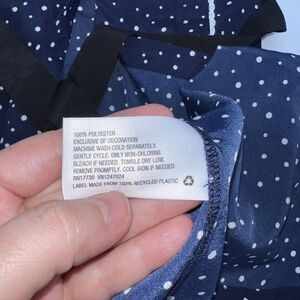 100% POLYESTER
EXCLUSIVE OF DECORATION
MACHINE WASH COLD SEPARATELY.
GENTLE CYCLE. ONLY NON-CHLORINE
BLEACH IF NEEDED. TUMBLE DRY LOW.
REMOVE PROMPTLY. COOL IRON IF NEEDED.
RN17730 VN1247024
LABEL MADE FROM 100% RECYCLED PLASTIC